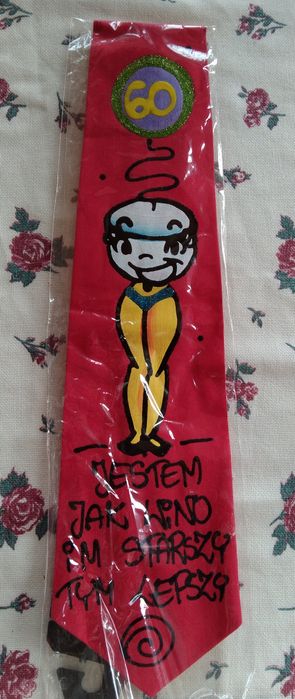 60
JESTEM
JAK WINO
IM STARSZY
TYM LEPSZY